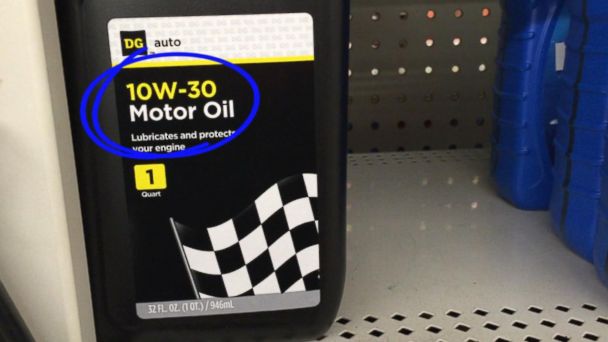 DG auto
10W-30
Motor Oil
Lubricates and protects
your engine
1
Quart
32 FL. OZ. (1 QT.) / 946mL